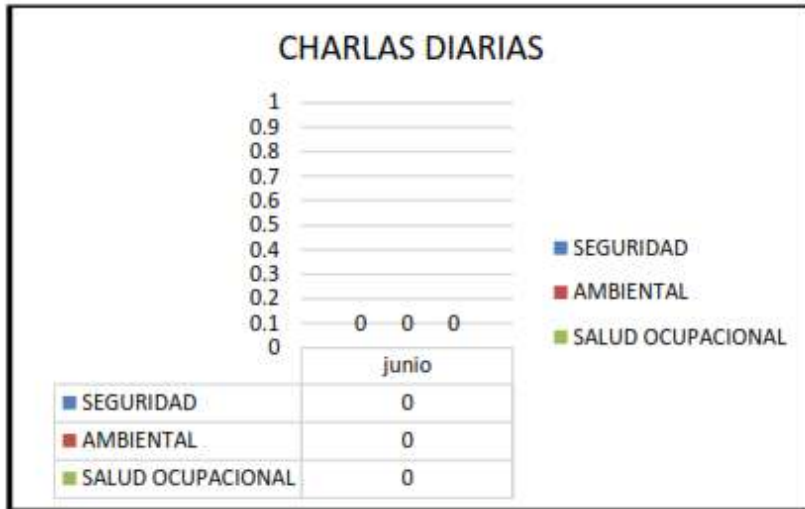 CHARLAS DIARIAS
1
0.9
0.8
0.7
0.6
0.5
0.4
0.3
0.2
0.1
0
0 0 0
junio
SEGURIDAD
AMBIENTAL
SALUD OCUPACIONAL
SEGURIDAD 0
AMBIENTAL 0
SALUD OCUPACIONAL 0